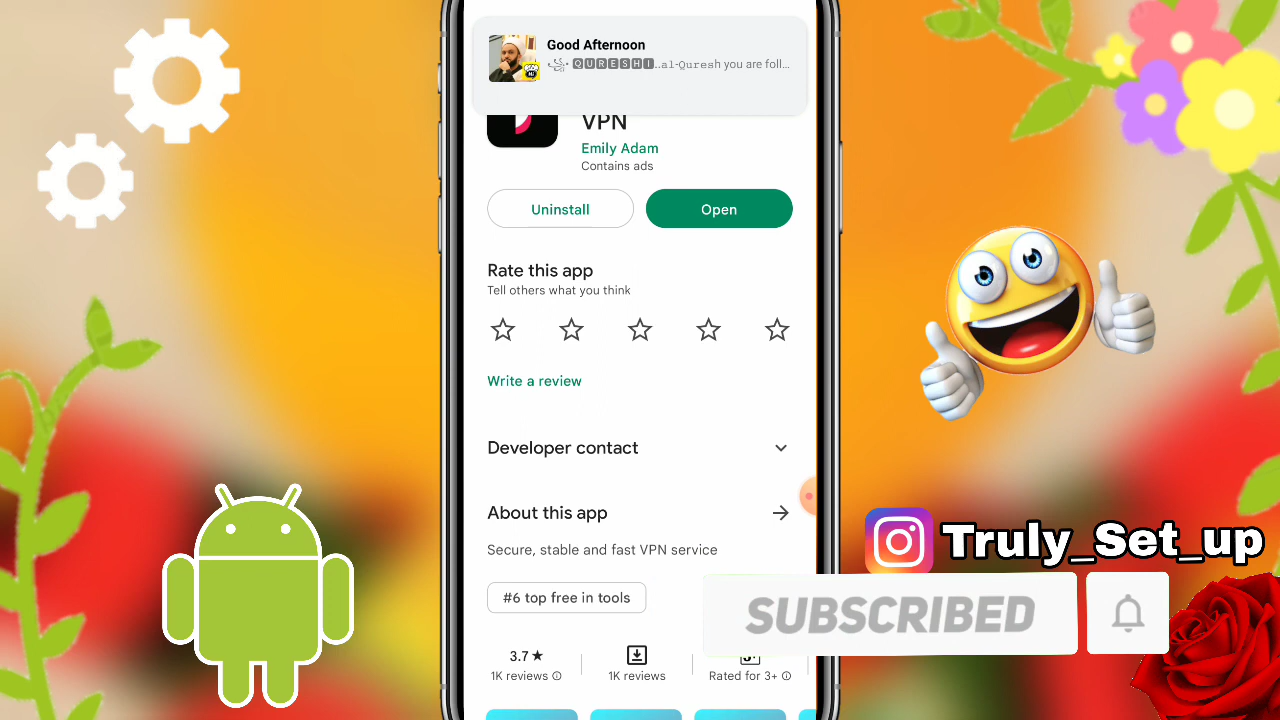 Good Afternoon
꧁• 🆀🆄🆁🅴🆂🅷🅸..𝚊𝚕-𝚀𝚞𝚛𝚎𝚜𝚑 you are foll...
VPN
Emily Adam
Contains ads
Uninstall
Open
Rate this app
Tell others what you think
Write a review
Developer contact
About this app
Secure, stable and fast VPN service
#6 top free in tools
3.7★
1K reviews
1K reviews
Rated for 3+
Truly_Set_up
SUBSCRIBED